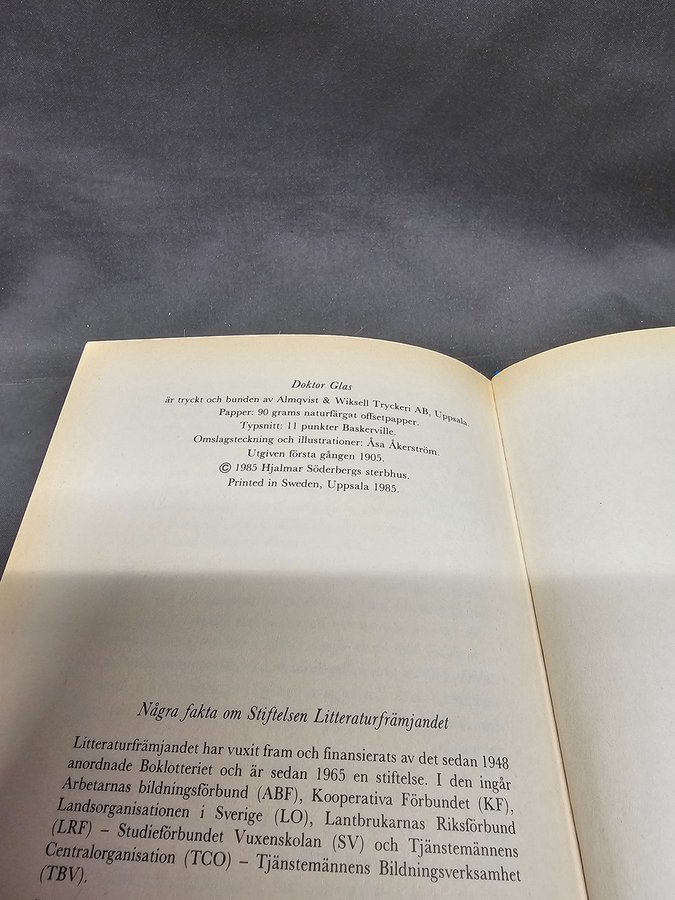 Doktor Glas
är tryckt och bunden av Almqvist & Wiksell Tryckeri AB, Uppsala.
Papper: 90 grams naturfärgat offsetpapper.
Typsnitt: 11 punkter Baskerville.
Omslagsteckning och illustrationer: Åsa Åkerström.
Utgiven första gången 1905.
© 1985 Hjalmar Söderbergs sterbhus.
Printed in Sweden, Uppsala 1985.
Några fakta om Stiftelsen Litteraturfrämjandet
Litteraturfrämjandet har vuxit fram och finansierats av det sedan 1948
anordnade Boklotteriet och är sedan 1965 en stiftelse. I den ingår
Arbetarnas bildningsförbund (ABF), Kooperativa Förbundet (KF),
Landsorganisationen i Sverige (LO), Lantbrukarnas Riksförbund
(LRF) – Studieförbundet Vuxenskolan (SV) och Tjänstemännens
Centralorganisation (TCO) – Tjänstemännens Bildningsverksamhet
(TBV).